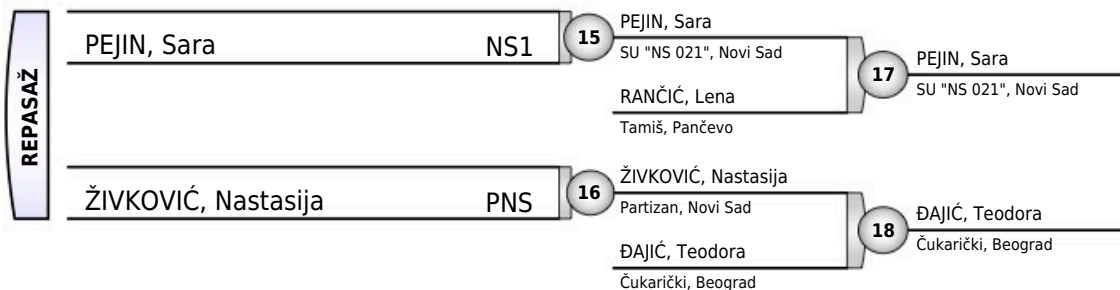 REPASAŽ
PEJIN, Sara NS1
15
PEJIN, Sara
SU "NS 021", Novi Sad
RANČIĆ, Lena
Tamiš, Pančevo
17
PEJIN, Sara
SU "NS 021", Novi Sad
ŽIVKOVIĆ, Nastasija PNS
16
ŽIVKOVIĆ, Nastasija
Partizan, Novi Sad
ĐAJIĆ, Teodora
Čukarički, Beograd
18
ĐAJIĆ, Teodora
Čukarički, Beograd